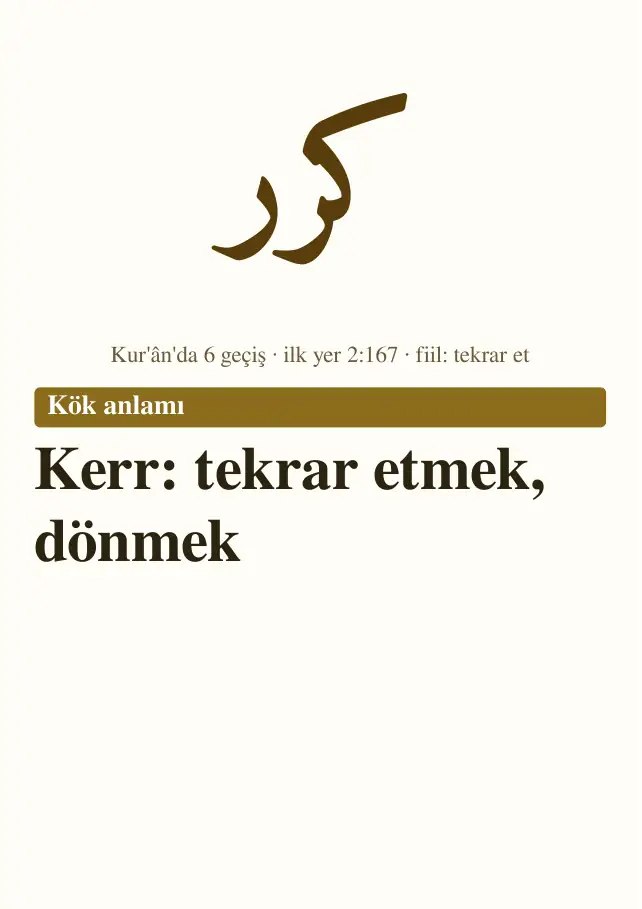 كرر
Kur'ân'da 6 geçiş · ilk yer 2:167 · fiil: tekrar et
Kök anlamı
Kerr: tekrar etmek,
dönmek